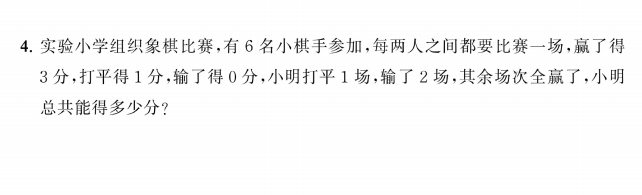 4. 实验小学组织象棋比赛,有 6 名小棋手参加,每两人之间都要比赛一场,赢了得
3 分,打平得 1 分,输了得 0 分,小明打平 1 场,输了 2 场,其余场次全赢了,小明
总共能得多少分?